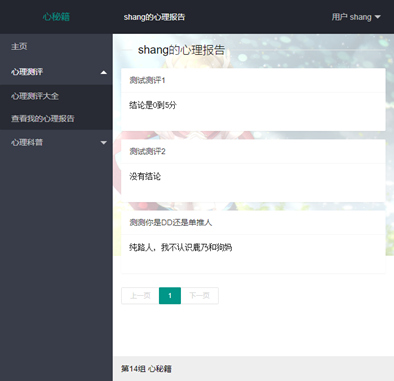 心秘籍
shang的心理报告
用户 shang
主页
心理测评
心理测评大全
查看我的心理报告
心理科普
shang的心理报告
测试测评1
结论是0到5分
测试测评2
没有结论
测测你是DD还是单推人
纯路人，我不认识鹿乃和狗妈
上一页 1 下一页
第14组 心秘籍